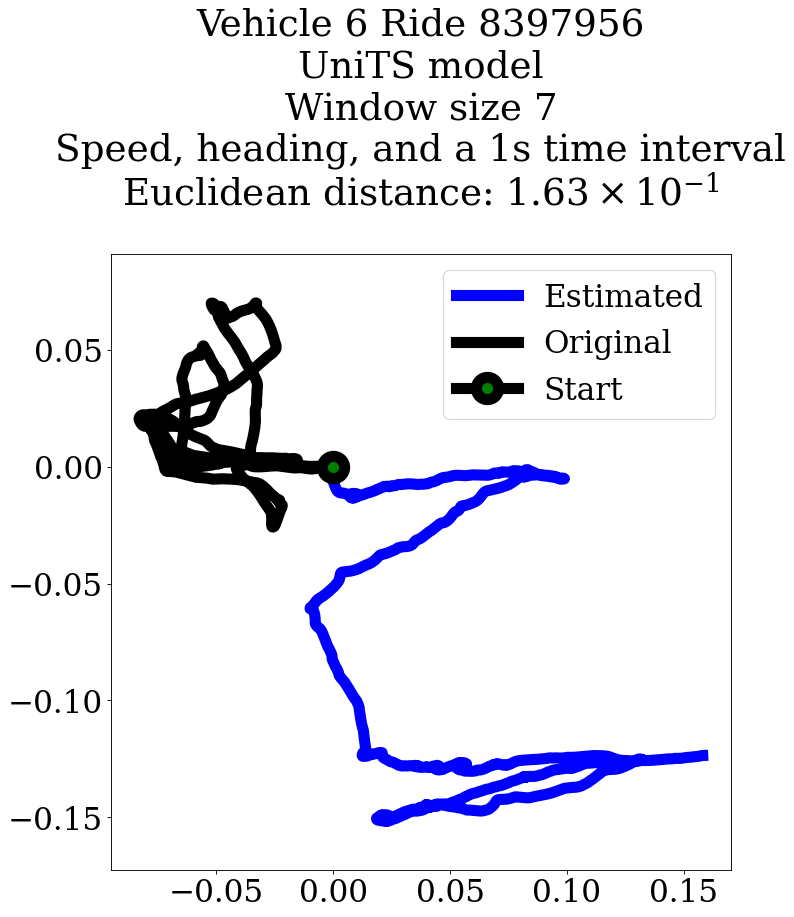 Vehicle 6 Ride 8397956
UniTS model
Window size 7
Speed, heading, and a 1s time interval
Euclidean distance: 1.63 × 10⁻¹
Estimated
Original
Start
0.05
0.00
−0.05
−0.10
−0.15
−0.05 0.00 0.05 0.10 0.15